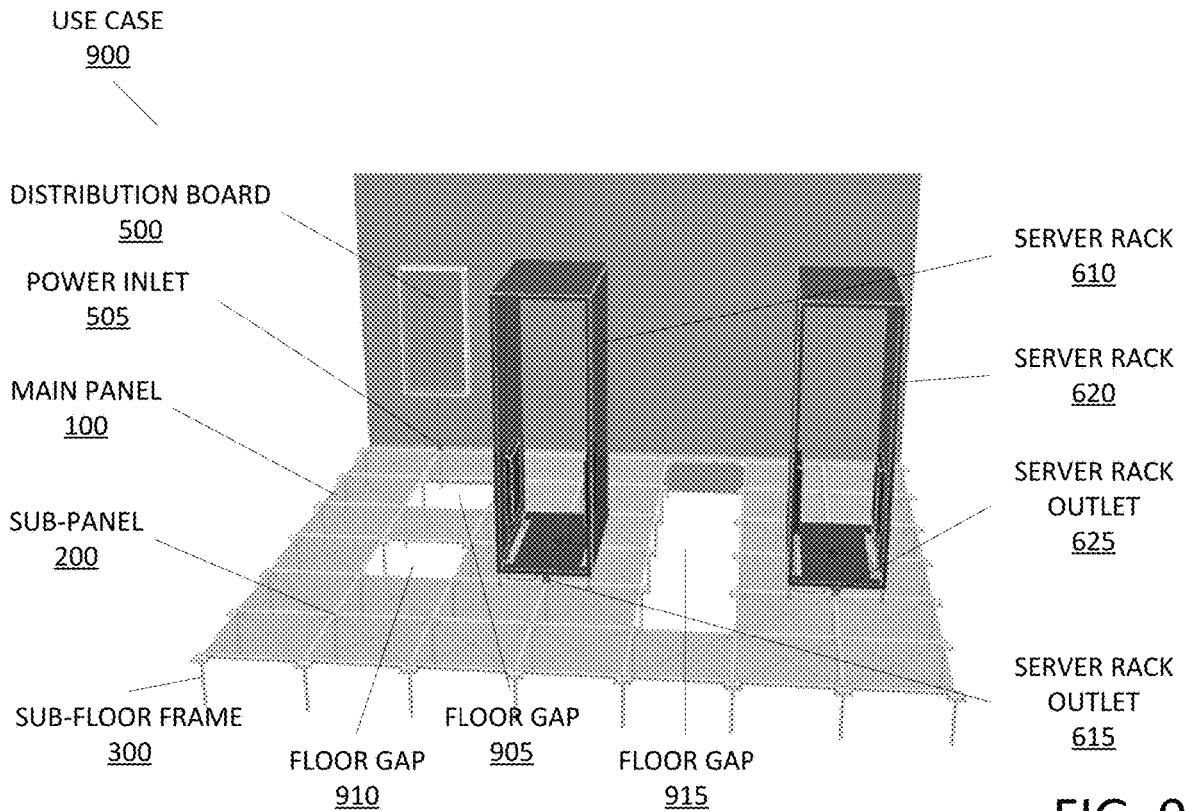 USE CASE
900
DISTRIBUTION BOARD
500
POWER INLET
505
MAIN PANEL
100
SUB-PANEL
200
SUB-FLOOR FRAME
300
FLOOR GAP
910
FLOOR GAP
905
FLOOR GAP
915
SERVER RACK
610
SERVER RACK
620
SERVER RACK
OUTLET
625
SERVER RACK
OUTLET
615
FIG. 9